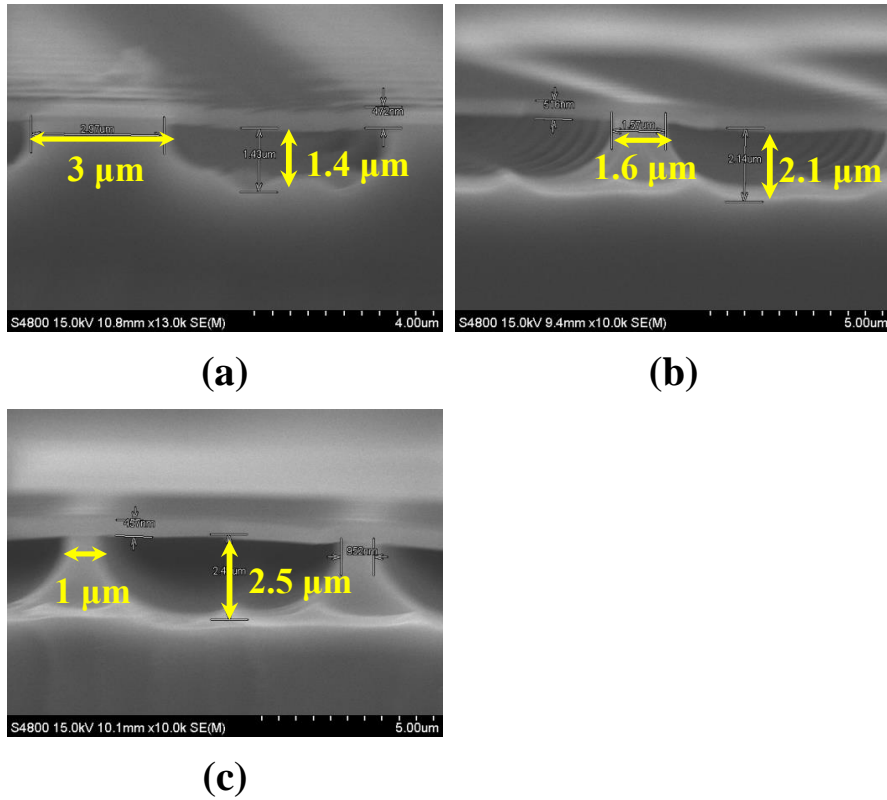 472nm
2.97um
1.43um
3 μm
1.4 μm
S4800 15.0kV 10.8mm x13.0k SE(M)
4.00um
(a)
516nm
1.57um
2.14um
1.6 μm
2.1 μm
S4800 15.0kV 9.4mm x10.0k SE(M)
5.00um
(b)
457nm
952nm
1 μm
2.5 μm
S4800 15.0kV 10.1mm x10.0k SE(M)
5.00um
(c)